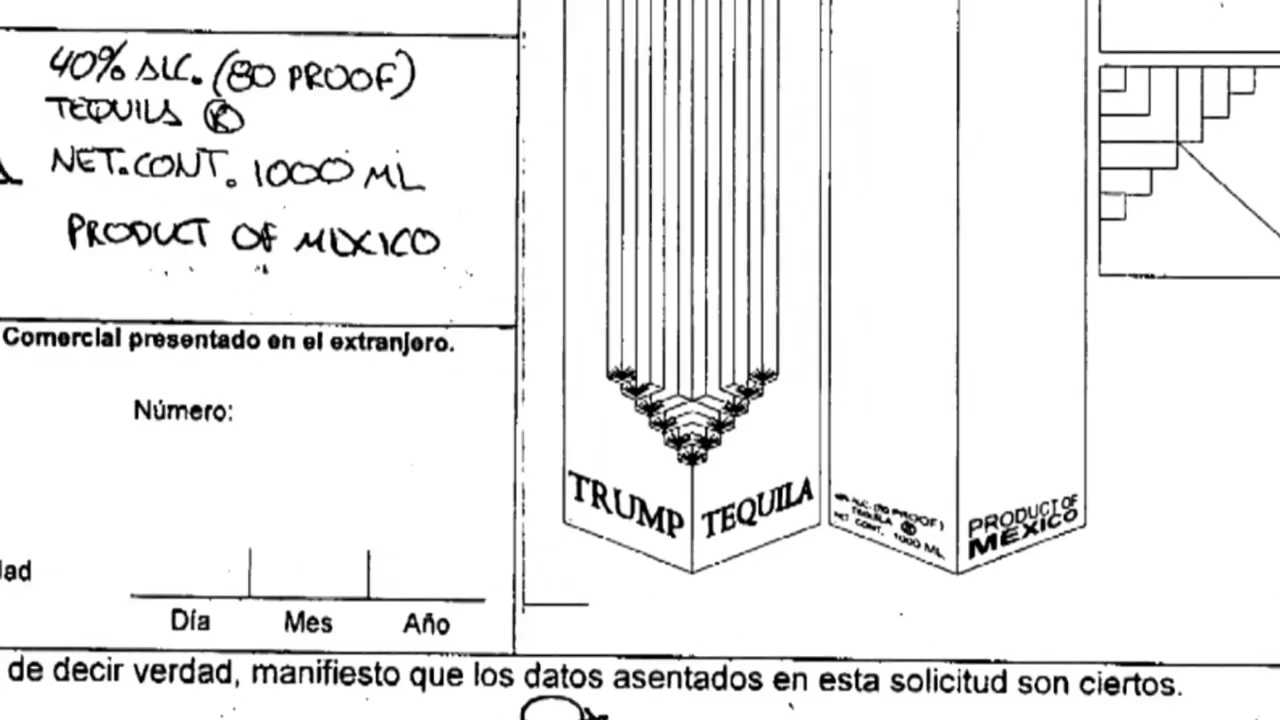 40% ALC. (80 PROOF)
TEQUILA Ⓚ
NET. CONT. 1000 ML
PRODUCT OF MEXICO
Comercial presentado en el extranjero.
Número:
dad
Día Mes Año
TRUMP TEQUILA
40% ALC. (80 PROOF)
TEQUILA Ⓚ
NET CONT. 1000 ML.
PRODUCT OF
MEXICO
de decir verdad, manifiesto que los datos asentados en esta solicitud son ciertos.